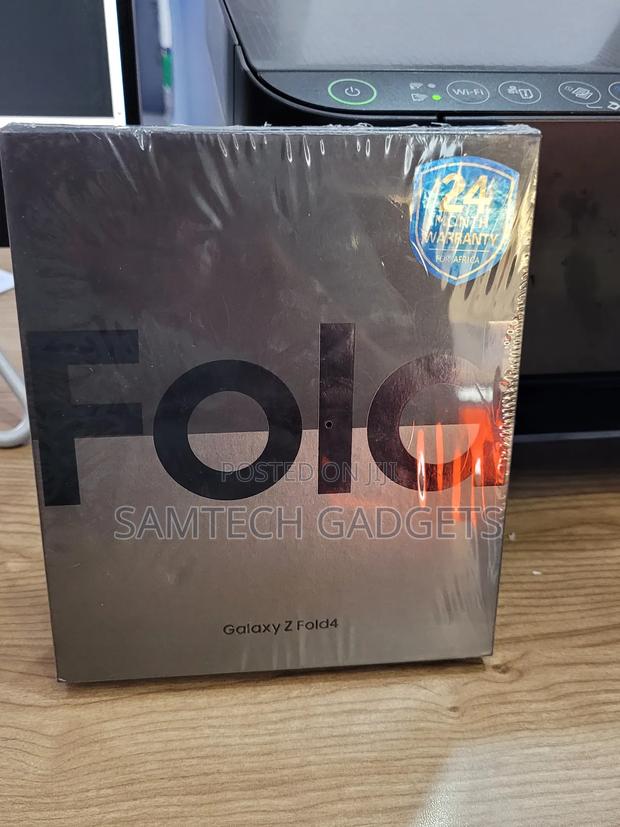 Wi-Fi
24
MONTH
WARRANTY
FOR AFRICA
Fold
POSTED ON JIJI
SAMTECH GADGETS
Galaxy Z Fold4